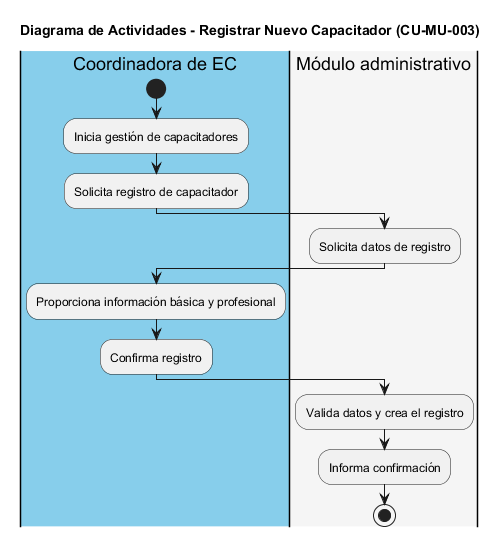 Diagrama de Actividades - Registrar Nuevo Capacitador (CU-MU-003)
Coordinadora de EC
Módulo administrativo
Inicia gestión de capacitadores
Solicita registro de capacitador
Solicita datos de registro
Proporciona información básica y profesional
Confirma registro
Valida datos y crea el registro
Informa confirmación